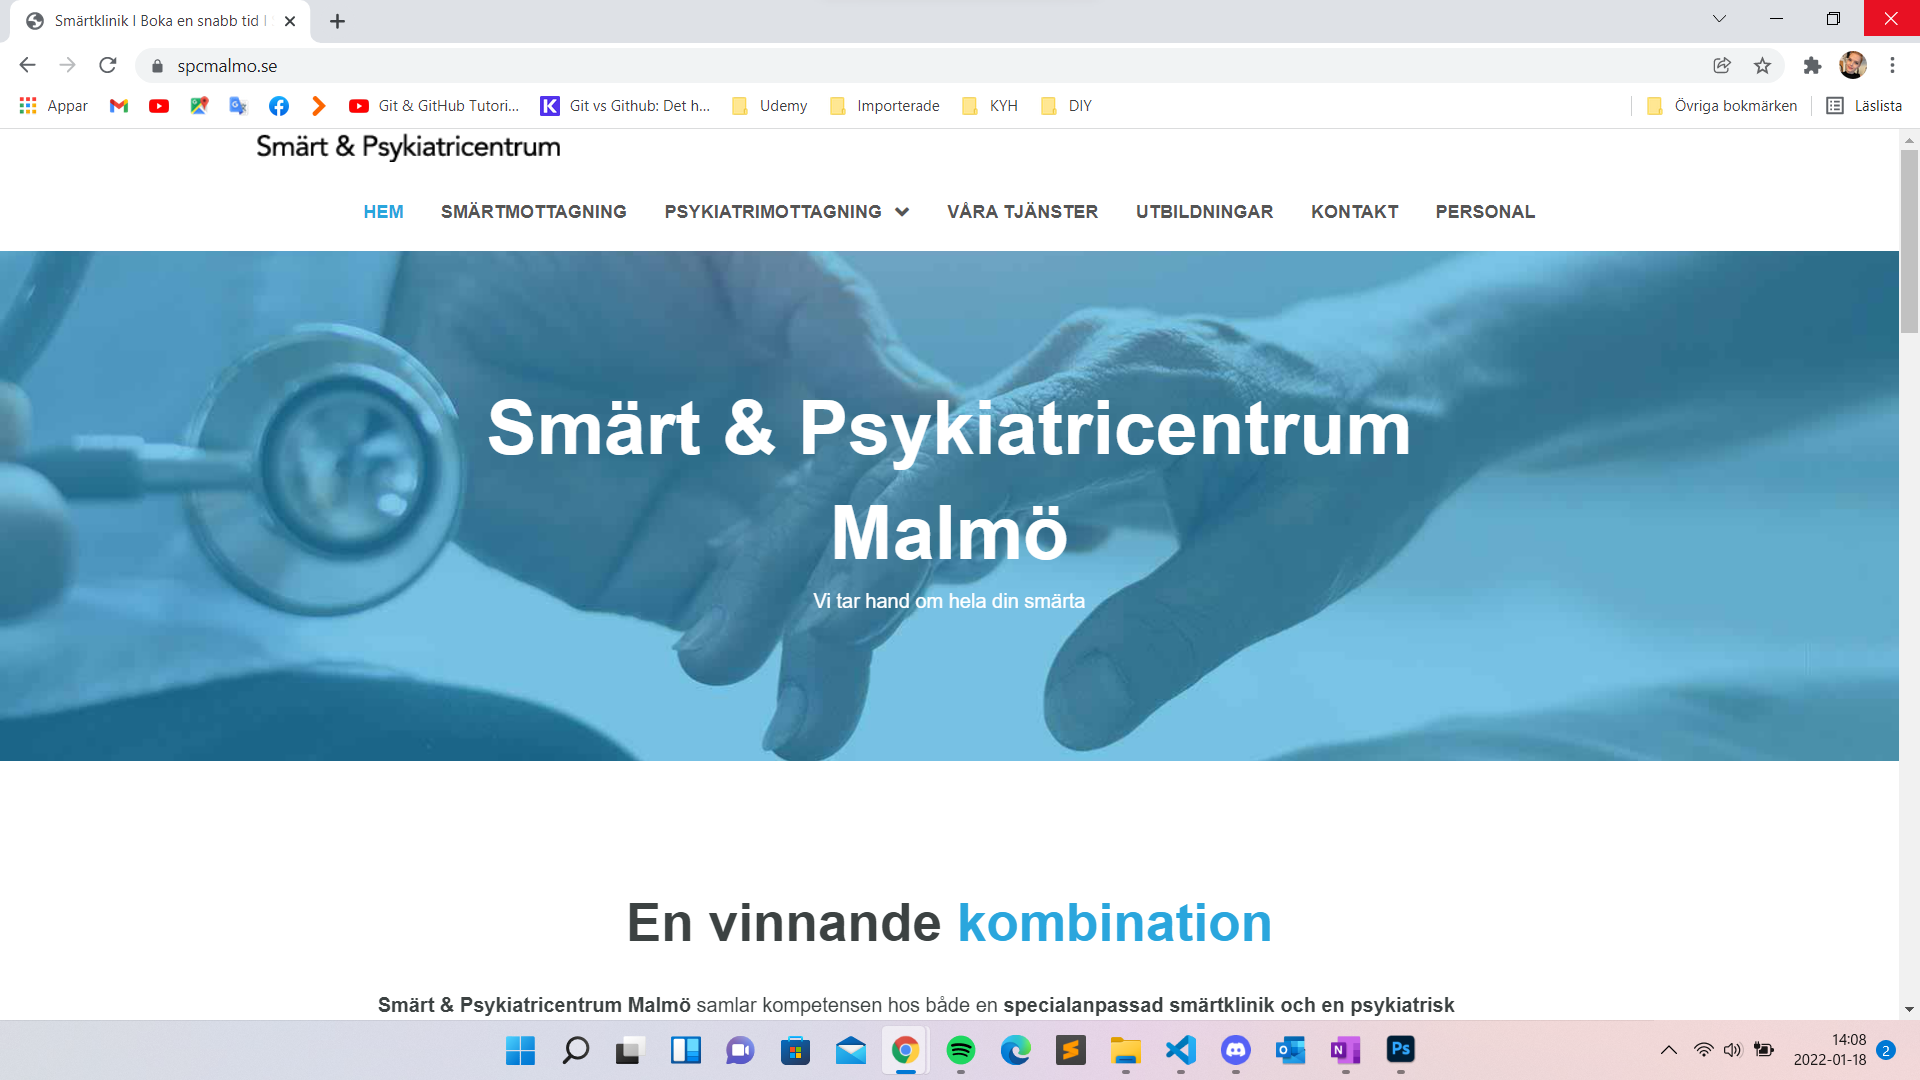 Smärtklinik I Boka en snabb tid I
spcmalmo.se
Appar
Git & GitHub Tutori...
Git vs Github: Det h...
Udemy
Importerade
KYH
DIY
Övriga bokmärken
Läslista
Smärt & Psykiatricentrum
HEM
SMÄRTMOTTAGNING
PSYKIATRIMOTTAGNING
VÅRA TJÄNSTER
UTBILDNINGAR
KONTAKT
PERSONAL
Smärt & Psykiatricentrum
Malmö
Vi tar hand om hela din smärta
En vinnande kombination
Smärt & Psykiatricentrum Malmö samlar kompetensen hos både en specialanpassad smärtklinik och en psykiatrisk
14:08
2022-01-18
2